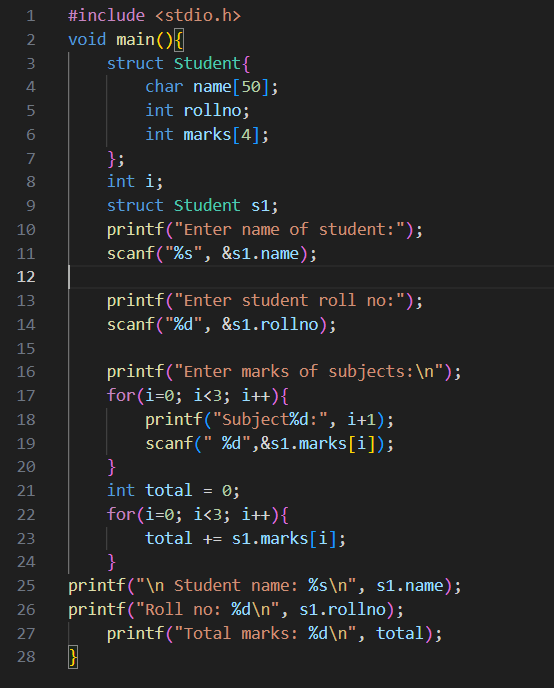 1 #include <stdio.h>
2 void main(){
3     struct Student{
4         char name[50];
5         int rollno;
6         int marks[4];
7     };
8     int i;
9     struct Student s1;
10     printf("Enter name of student:");
11     scanf("%s", &s1.name);
12
13     printf("Enter student roll no:");
14     scanf("%d", &s1.rollno);
15
16     printf("Enter marks of subjects:\n");
17     for(i=0; i<3; i++){
18         printf("Subject%d:", i+1);
19         scanf(" %d",&s1.marks[i]);
20     }
21     int total = 0;
22     for(i=0; i<3; i++){
23         total += s1.marks[i];
24     }
25 printf("\n Student name: %s\n", s1.name);
26 printf("Roll no: %d\n", s1.rollno);
27     printf("Total marks: %d\n", total);
28 }